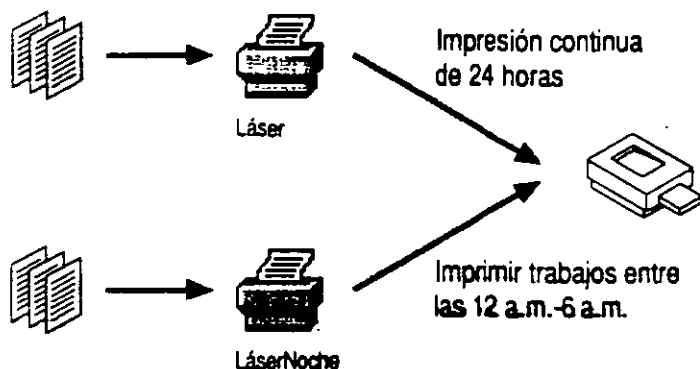 Impresión continua
de 24 horas
Láser
Imprimir trabajos entre
las 12 a.m.-6 a.m.
LáserNoche